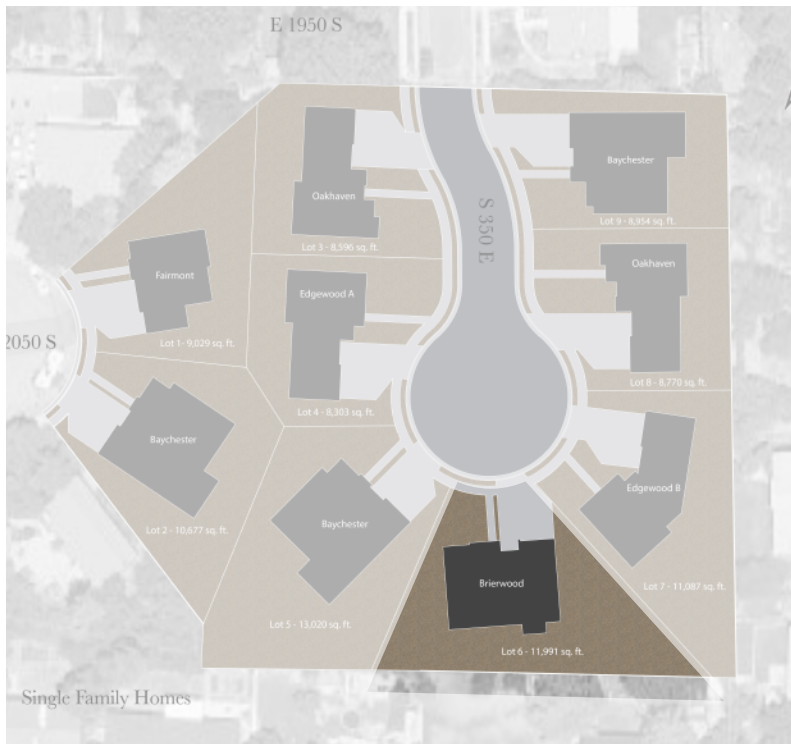 E 1950 S
Baychester
Oakhaven
Lot 9 - 8,954 sq. ft.
Lot 3 - 8,596 sq. ft.
S 350 E
Oakhaven
Fairmont
Edgewood A
2050 S
Lot 1- 9,029 sq. ft.
Lot 8 - 8,770 sq. ft.
Lot 4 - 8,303 sq. ft.
Baychester
Edgewood B
Lot 2 - 10,677 sq. ft.
Baychester
Brierwood
Lot 7 - 11,087 sq. ft.
Lot 5 - 13,020 sq. ft.
Lot 6 - 11,991 sq. ft.
Single Family Homes